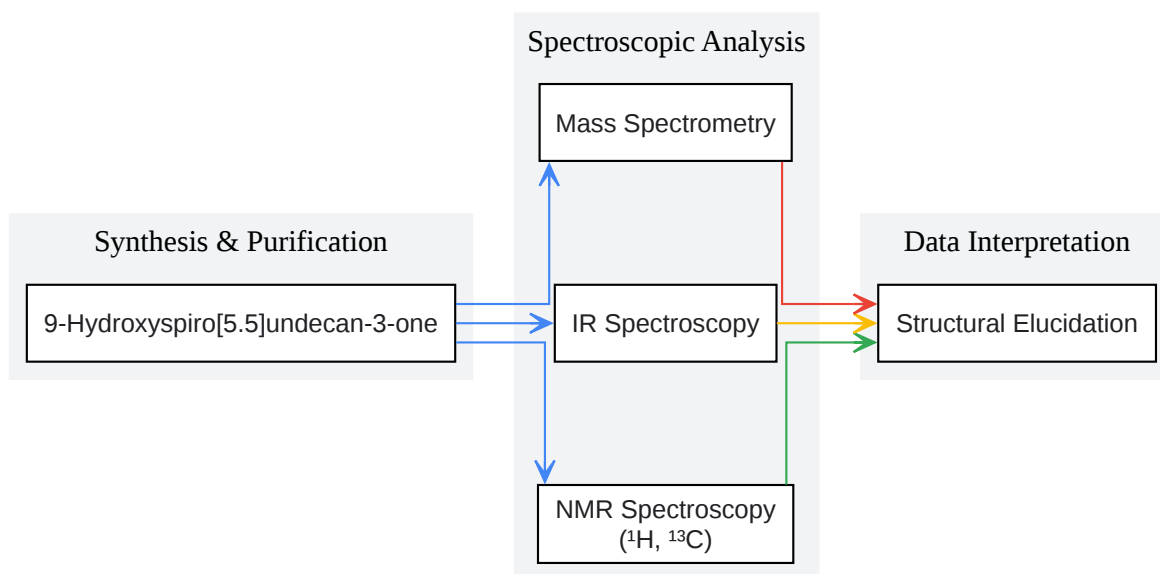 Spectroscopic Analysis
Mass Spectrometry
Synthesis & Purification
9-Hydroxyspiro[5.5]undecan-3-one
IR Spectroscopy
Data Interpretation
Structural Elucidation
NMR Spectroscopy
(¹H, ¹³C)